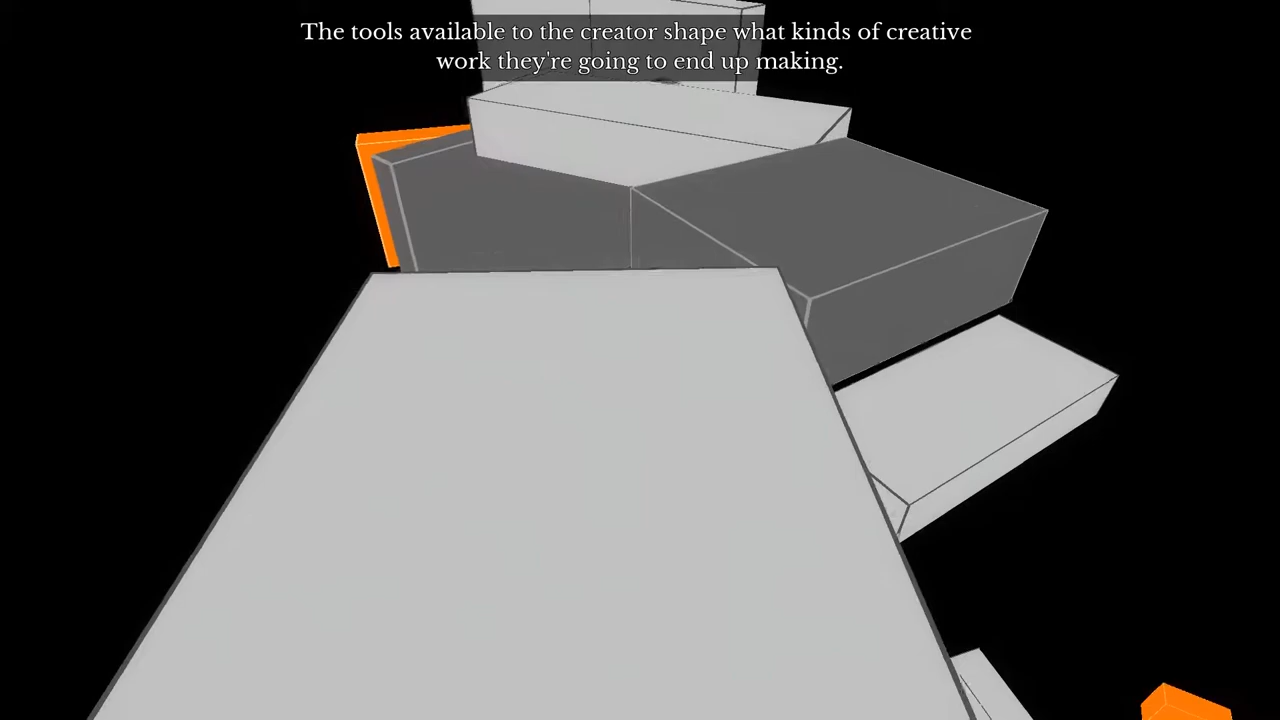 The tools available to the creator shape what kinds of creative
work they're going to end up making.